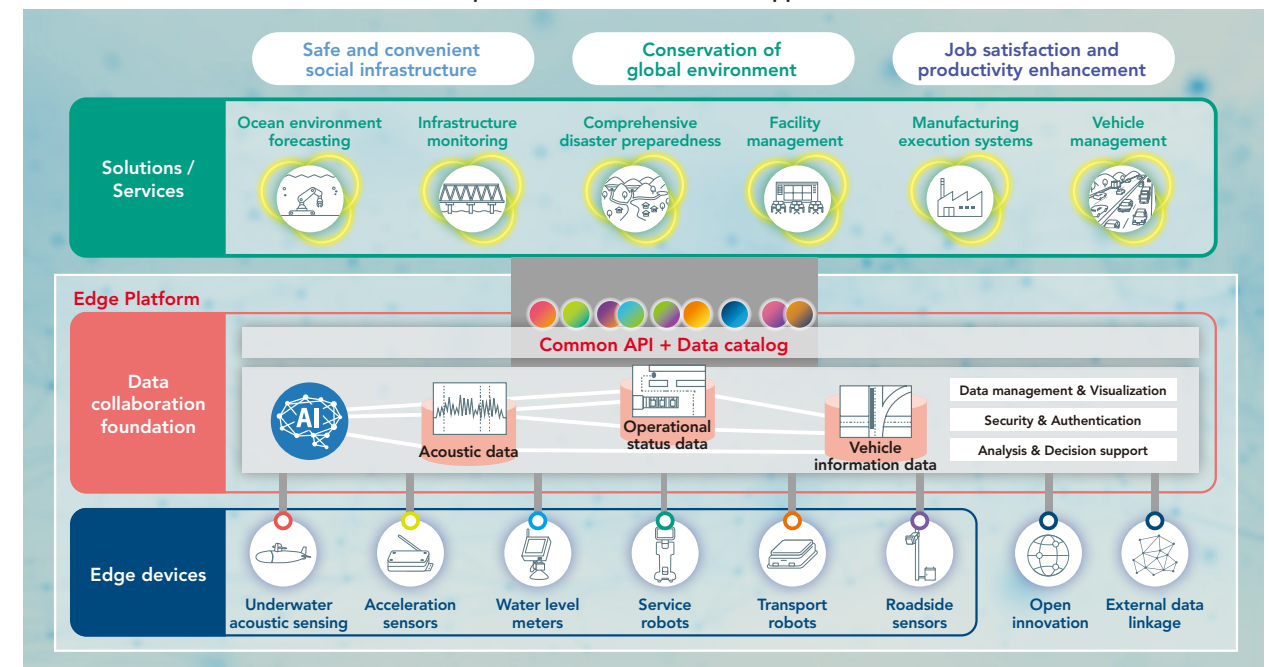 Safe and convenient
social infrastructure
Conservation of
global environment
Job satisfaction and
productivity enhancement
Solutions /
Services
Ocean environment
forecasting
Infrastructure
monitoring
Comprehensive
disaster preparedness
Facility
management
Manufacturing
execution systems
Vehicle
management
Edge Platform
Common API + Data catalog
Data
collaboration
foundation
AI
Acoustic data
Operational
status data
Vehicle
information data
Data management & Visualization
Security & Authentication
Analysis & Decision support
Edge devices
Underwater
acoustic sensing
Acceleration
sensors
Water level
meters
Service
robots
Transport
robots
Roadside
sensors
Open
innovation
External data
linkage